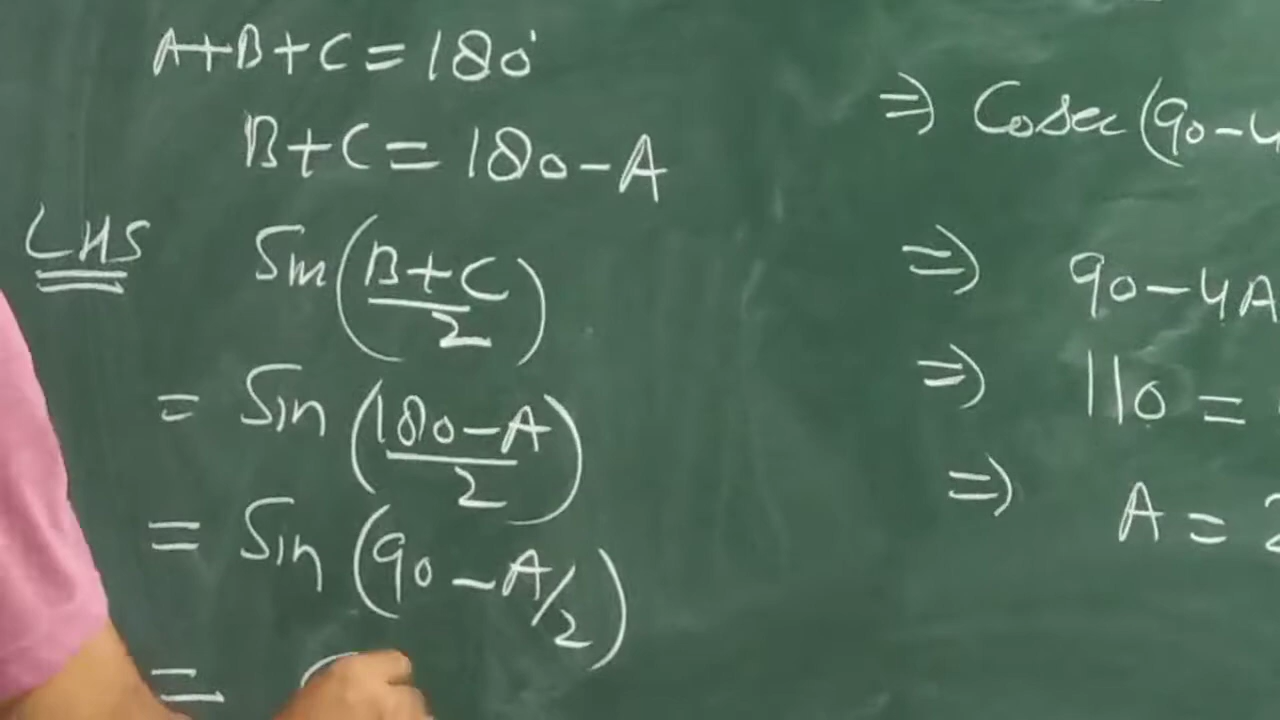 A+B+C=180°
B+C=180-A
LHS Sin(B+C/2)
= Sin(180-A/2)
= Sin(90-A/2)
=
⇒ Cosec(90-4
⇒ 90-4A
⇒ 110=
⇒ A=2